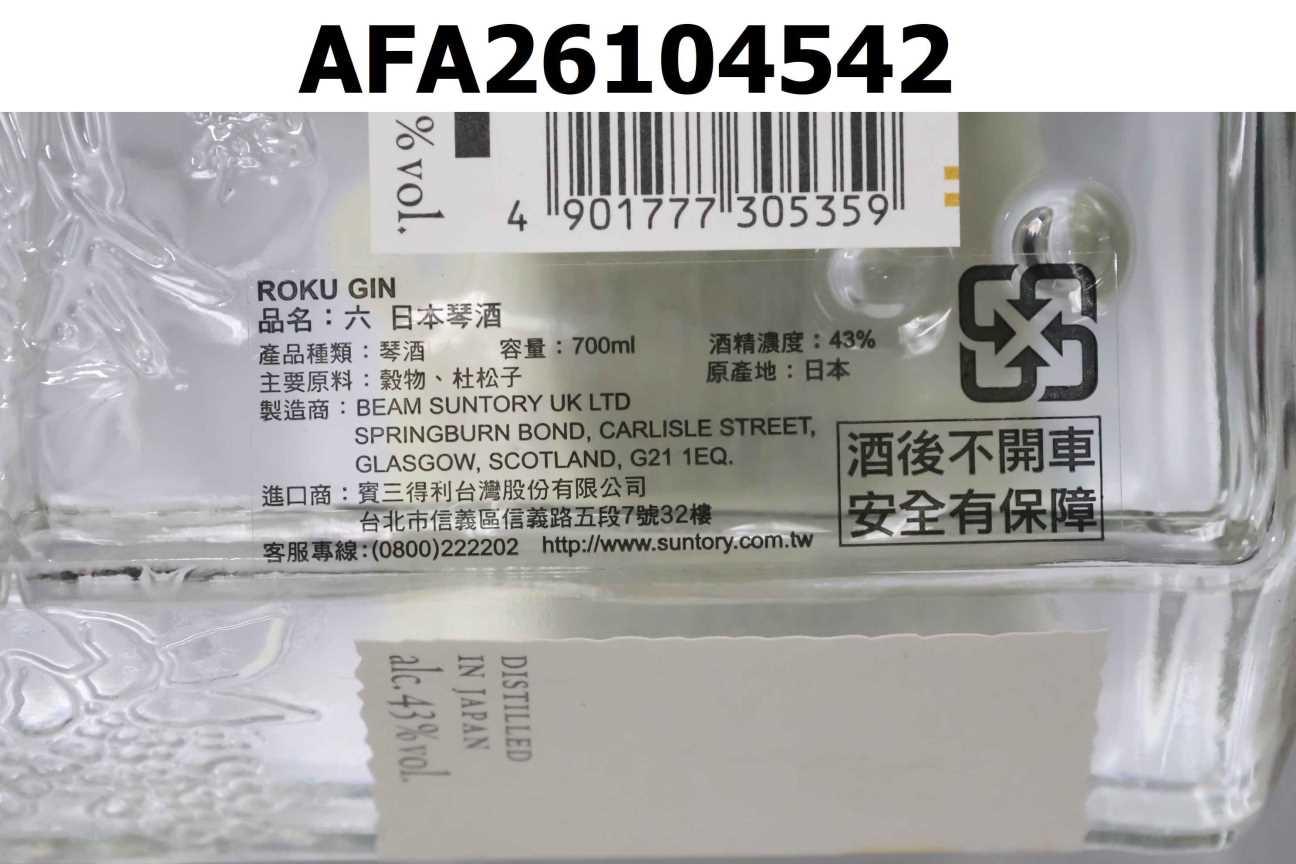 AFA26104542
%vol.
4 901777 305359
ROKU GIN
品名：六 日本琴酒
產品種類：琴酒 容量：700ml 酒精濃度：43%
主要原料：穀物、杜松子 原產地：日本
製造商：BEAM SUNTORY UK LTD
SPRINGBURN BOND, CARLISLE STREET,
GLASGOW, SCOTLAND, G21 1EQ.
進口商：賓三得利台灣股份有限公司
台北市信義區信義路五段7號32樓
客服專線:(0800)222202 http://www.suntory.com.tw
酒後不開車
安全有保障
DISTILLED
IN JAPAN
alc.43%vol.